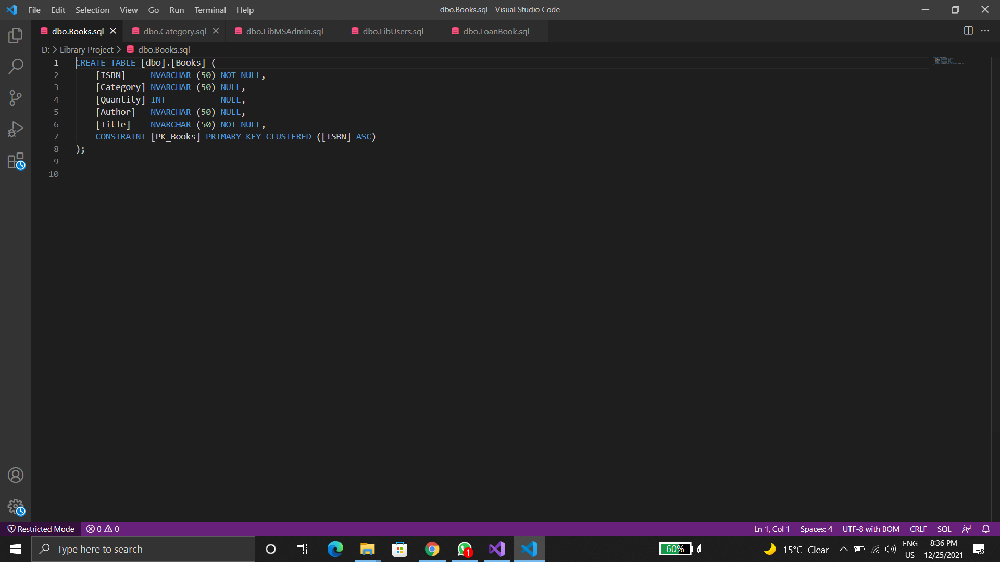 File Edit Selection View Go Run Terminal Help
dbo.Books.sql - Visual Studio Code
dbo.Books.sql dbo.Category.sql dbo.LibMSAdmin.sql dbo.LibUsers.sql dbo.LoanBook.sql
D: > Library Project > dbo.Books.sql
1 CREATE TABLE [dbo].[Books] (
2     [ISBN]     NVARCHAR (50) NOT NULL,
3     [Category] NVARCHAR (50) NULL,
4     [Quantity] INT           NULL,
5     [Author]   NVARCHAR (50) NULL,
6     [Title]    NVARCHAR (50) NOT NULL,
7     CONSTRAINT [PK_Books] PRIMARY KEY CLUSTERED ([ISBN] ASC)
8 );
9
10
Restricted Mode 0 0 Ln 1, Col 1 Spaces: 4 UTF-8 with BOM CRLF SQL
Type here to search 1 60% 15°C Clear
ENG 8:36 PM
US 12/25/2021